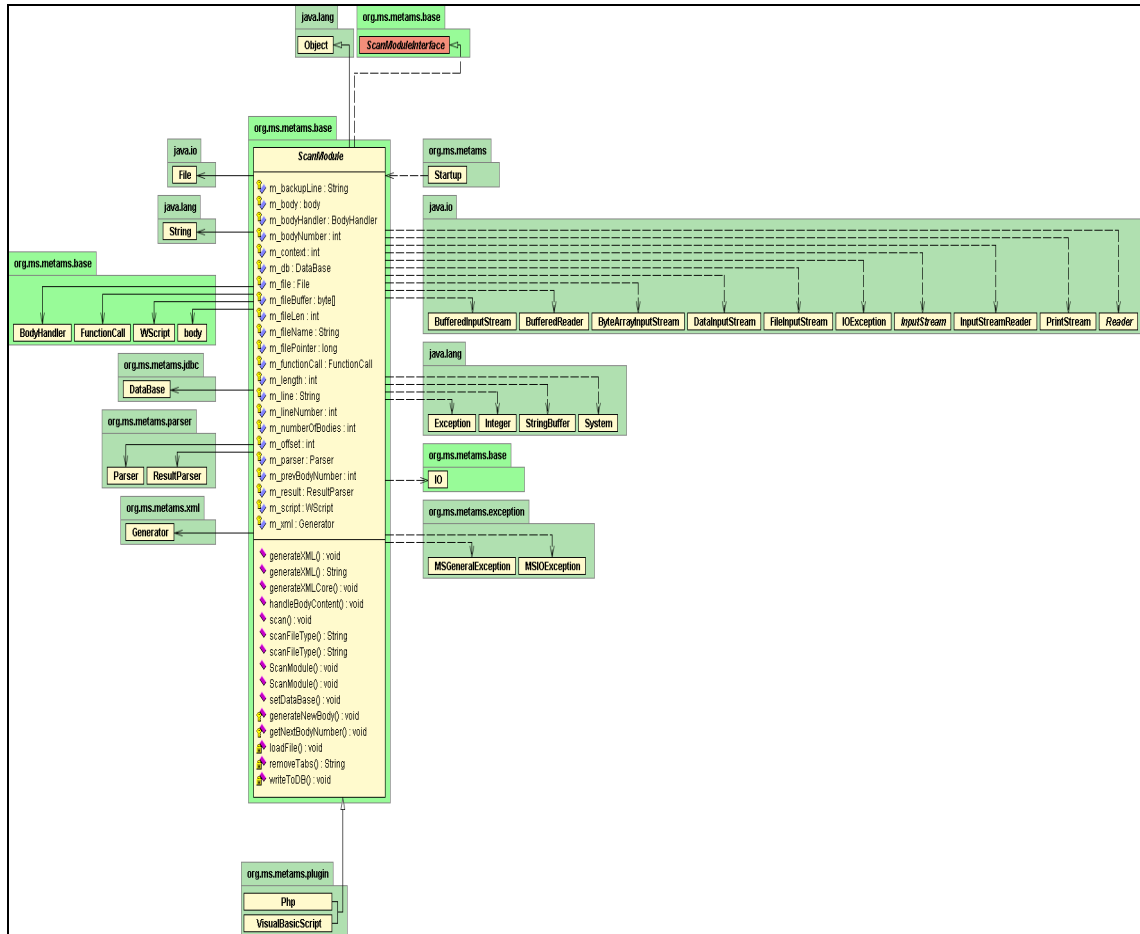 java.lang
Object
org.ms.metams.base
ScanModuleInterface
org.ms.metams.base
ScanModule
m_backupLine : String
m_body : body
m_bodyHandler : BodyHandler
m_bodyNumber : int
m_context : int
m_db : DataBase
m_file : File
m_fileBuffer : byte[]
m_fileLen : int
m_fileName : String
m_filePointer : long
m_functionCall : FunctionCall
m_length : int
m_line : String
m_lineNumber : int
m_numberOfBodies : int
m_offset : int
m_parser : Parser
m_prevBodyNumber : int
m_result : ResultParser
m_script : WScript
m_xml : Generator
generateXML() : void
generateXML() : String
generateXMLCore() : void
handleBodyContent() : void
scan() : void
scanFileType() : String
scanFileType() : String
ScanModule() : void
ScanModule() : void
setDataBase() : void
generateNewBody() : void
getNextBodyNumber() : void
loadFile() : void
removeTabs() : String
writeToDB() : void
java.io
File
java.lang
String
org.ms.metams.base
BodyHandler
FunctionCall
WScript
body
org.ms.metams.jdbc
DataBase
org.ms.metams.parser
Parser
ResultParser
org.ms.metams.xml
Generator
org.ms.metams
Startup
java.io
BufferedInputStream
BufferedReader
ByteArrayInputStream
DataInputStream
FileInputStream
IOException
InputStream
InputStreamReader
PrintStream
Reader
java.lang
Exception
Integer
StringBuffer
System
org.ms.metams.base
IO
org.ms.metams.exception
MSGeneralException
MSIOException
org.ms.metams.plugin
Php
VisualBasicScript